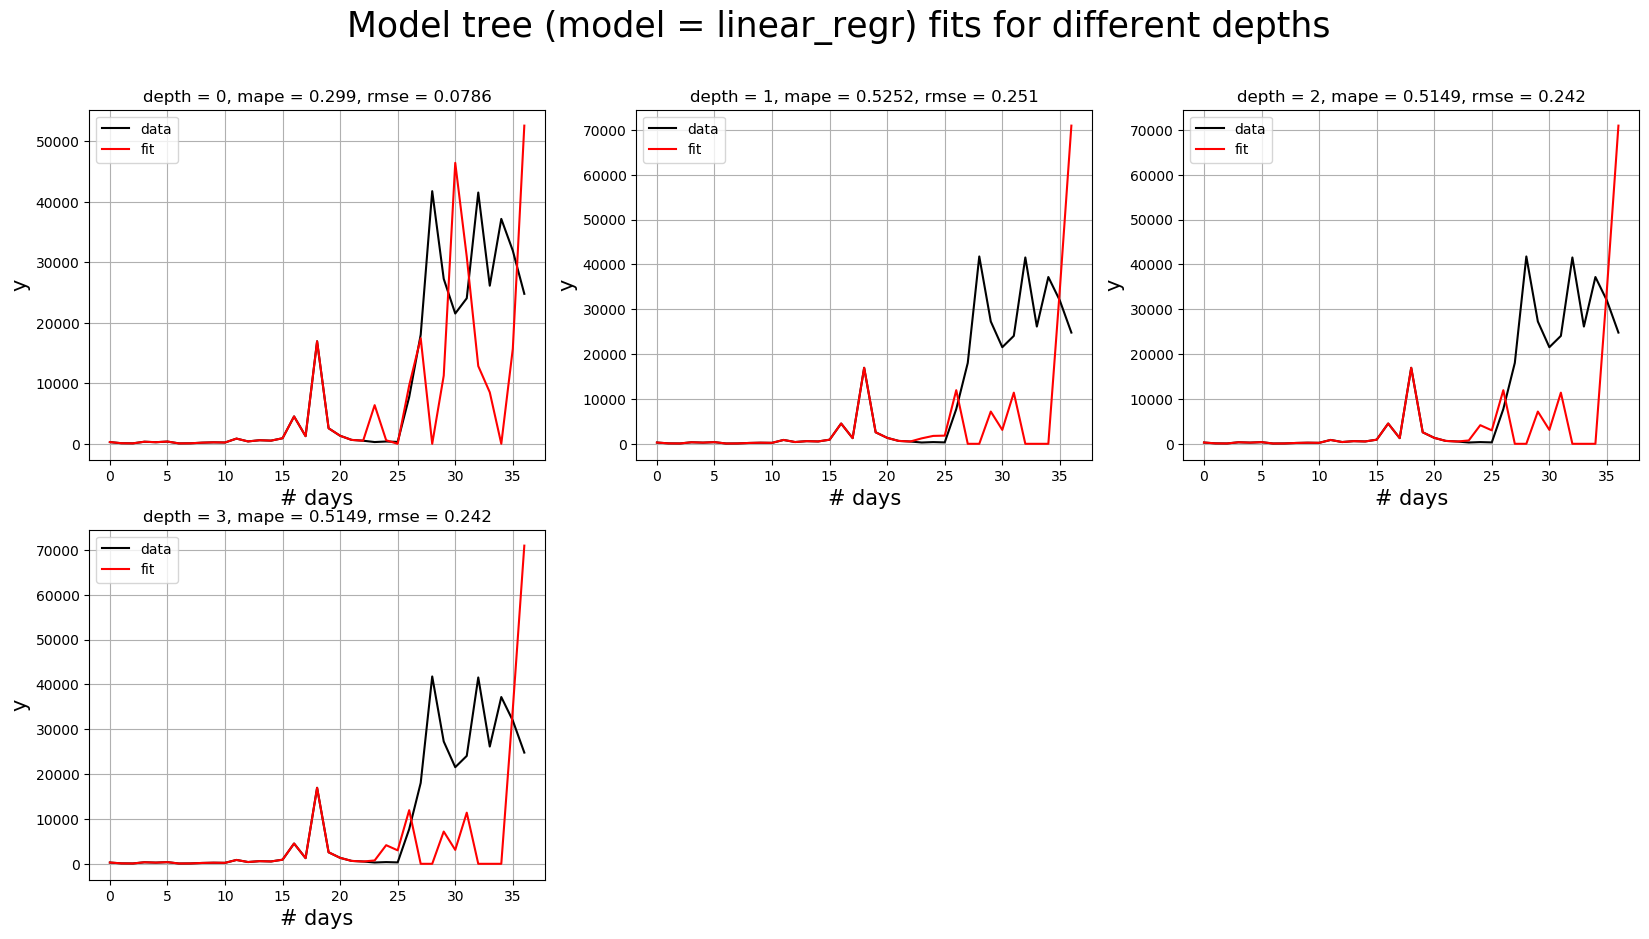 Model tree (model = linear_regr) fits for different depths
depth = 0, mape = 0.299, rmse = 0.0786
data
fit
50000
40000
30000
20000
10000
0
y
0 5 10 15 20 25 30 35
# days
depth = 1, mape = 0.5252, rmse = 0.251
data
fit
70000
60000
50000
40000
30000
20000
10000
0
y
0 5 10 15 20 25 30 35
# days
depth = 2, mape = 0.5149, rmse = 0.242
data
fit
70000
60000
50000
40000
30000
20000
10000
0
y
0 5 10 15 20 25 30 35
# days
depth = 3, mape = 0.5149, rmse = 0.242
data
fit
70000
60000
50000
40000
30000
20000
10000
0
y
0 5 10 15 20 25 30 35
# days